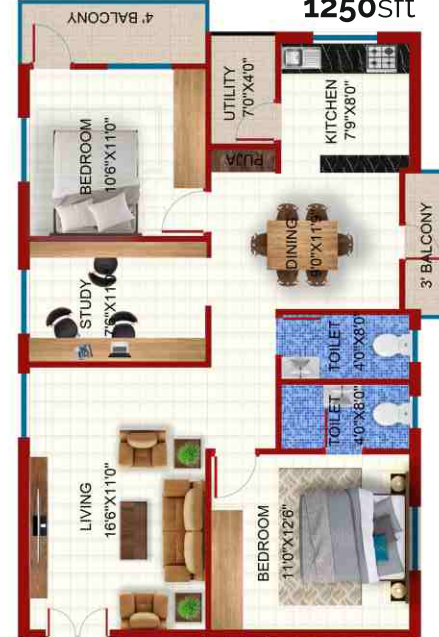 1250sft
4' BALCONY
UTILITY
7'0"X4'0"
KITCHEN
7'9"X8'0"
BEDROOM
10'6"X11'0"
PUJA
DINING
3' BALCONY
STUDY
TOILET
4'0"X8'0"
TOILET
4'0"X8'0"
LIVING
16'6"X11'0"
BEDROOM
11'0"X12'6"